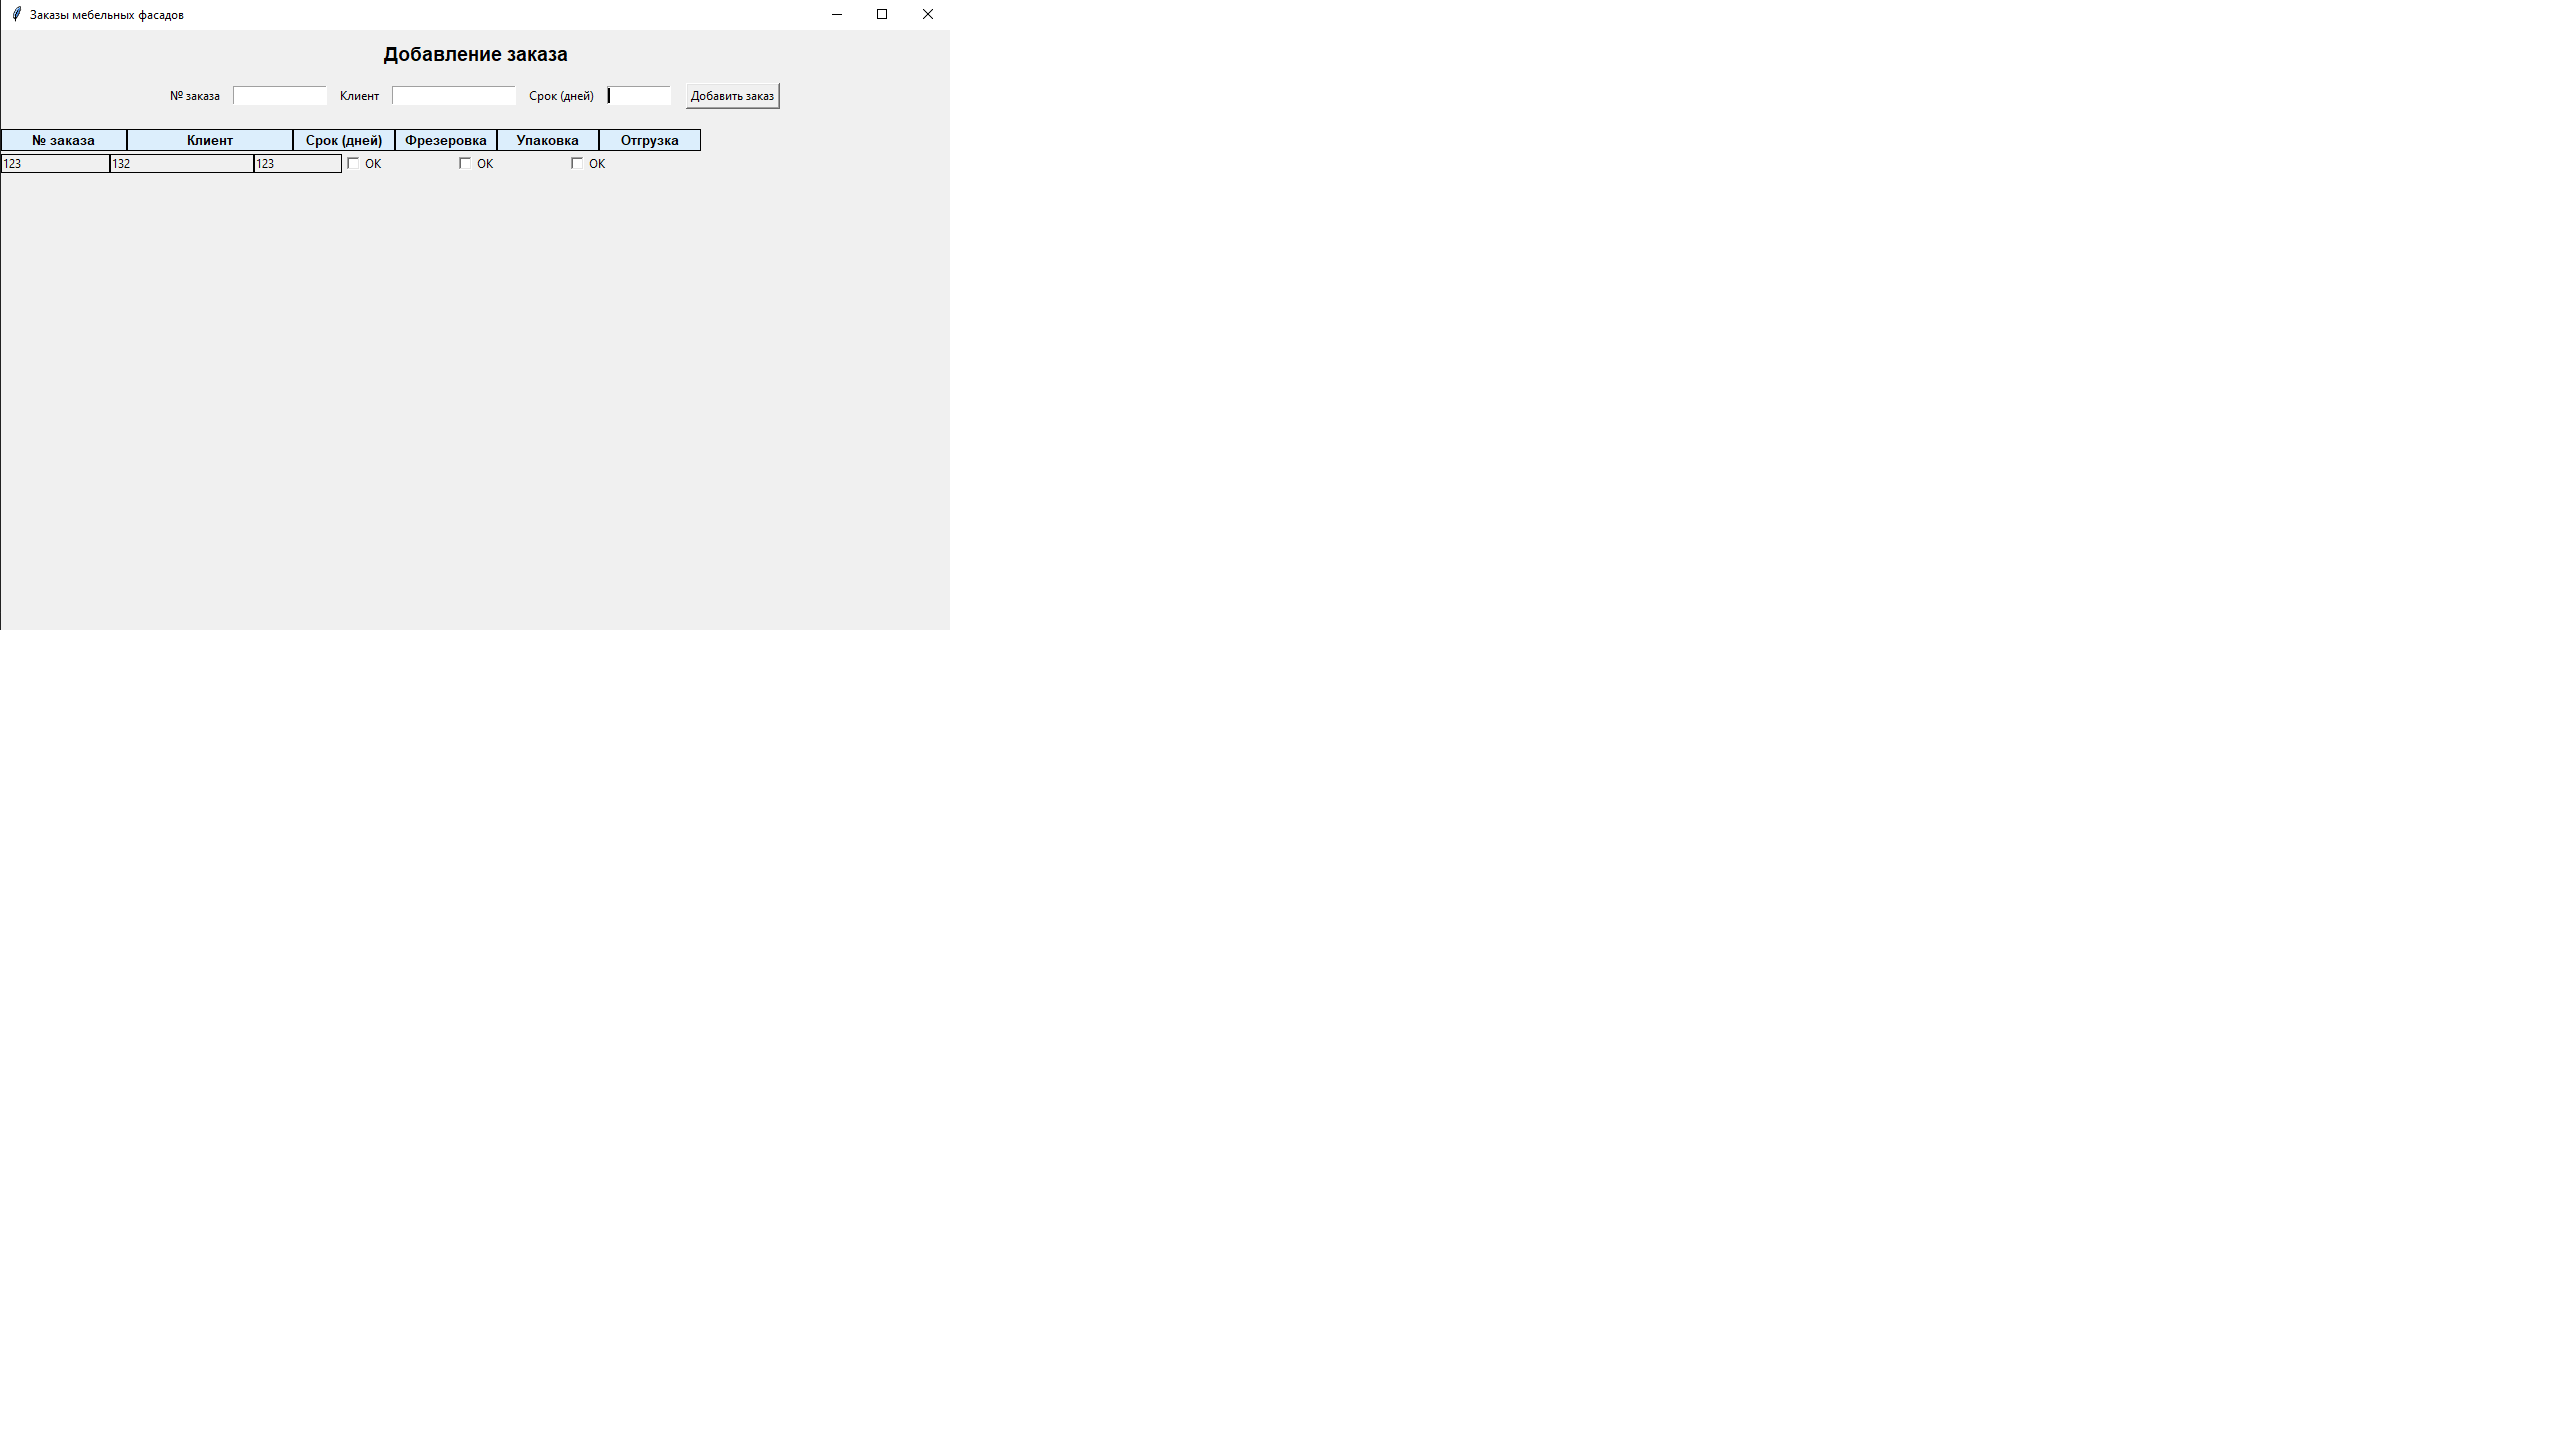 Заказы мебельных фасадов
Добавление заказа
№ заказа Клиент Срок (дней) Добавить заказ
№ заказа Клиент Срок (дней) Фрезеровка Упаковка Отгрузка
123 132 123 OK OK OK